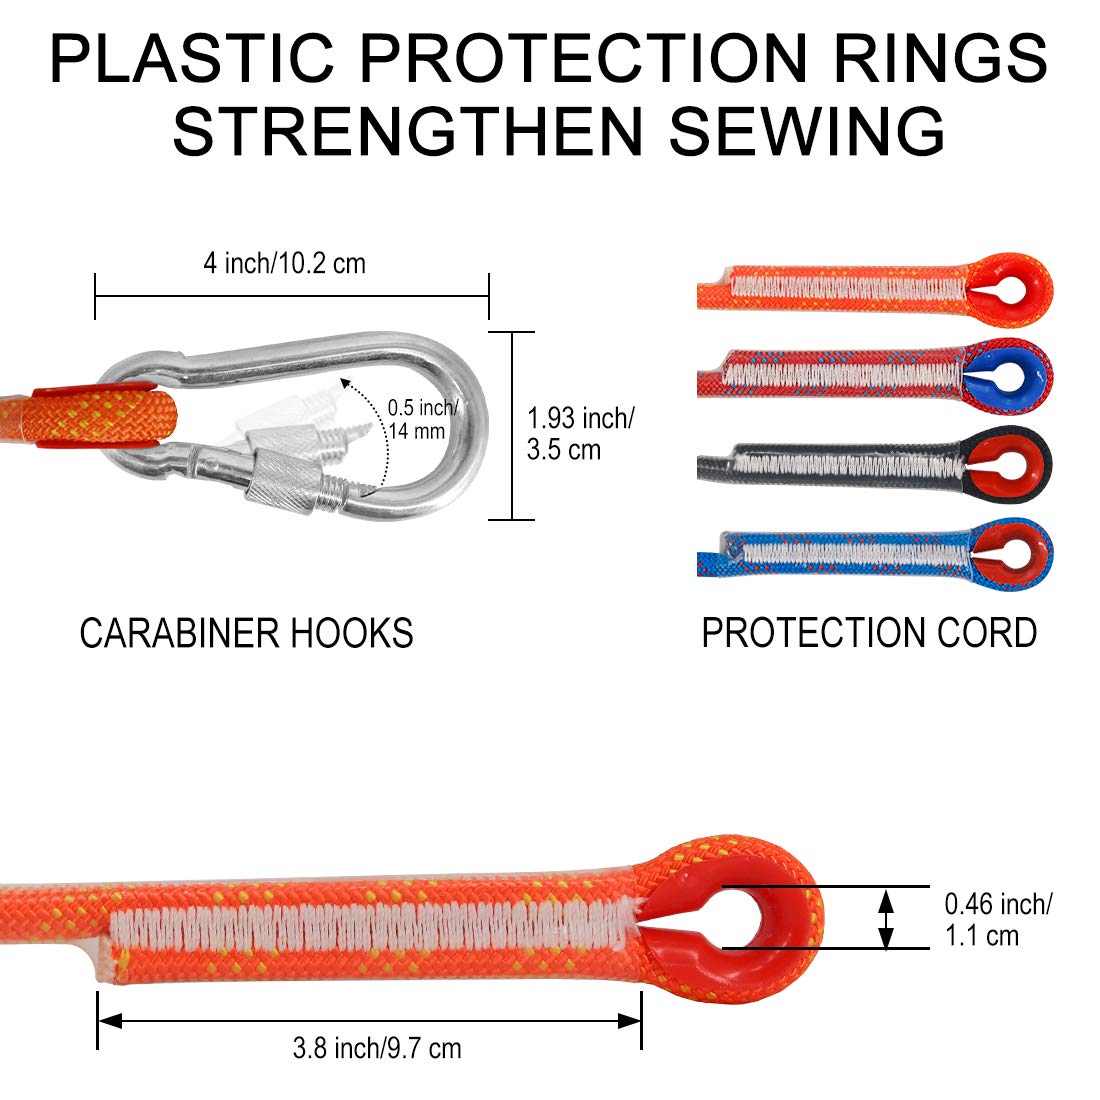 PLASTIC PROTECTION RINGS
STRENGTHEN SEWING
4 inch/10.2 cm
0.5 inch/
14 mm
1.93 inch/
3.5 cm
CARABINER HOOKS
PROTECTION CORD
0.46 inch/
1.1 cm
3.8 inch/9.7 cm